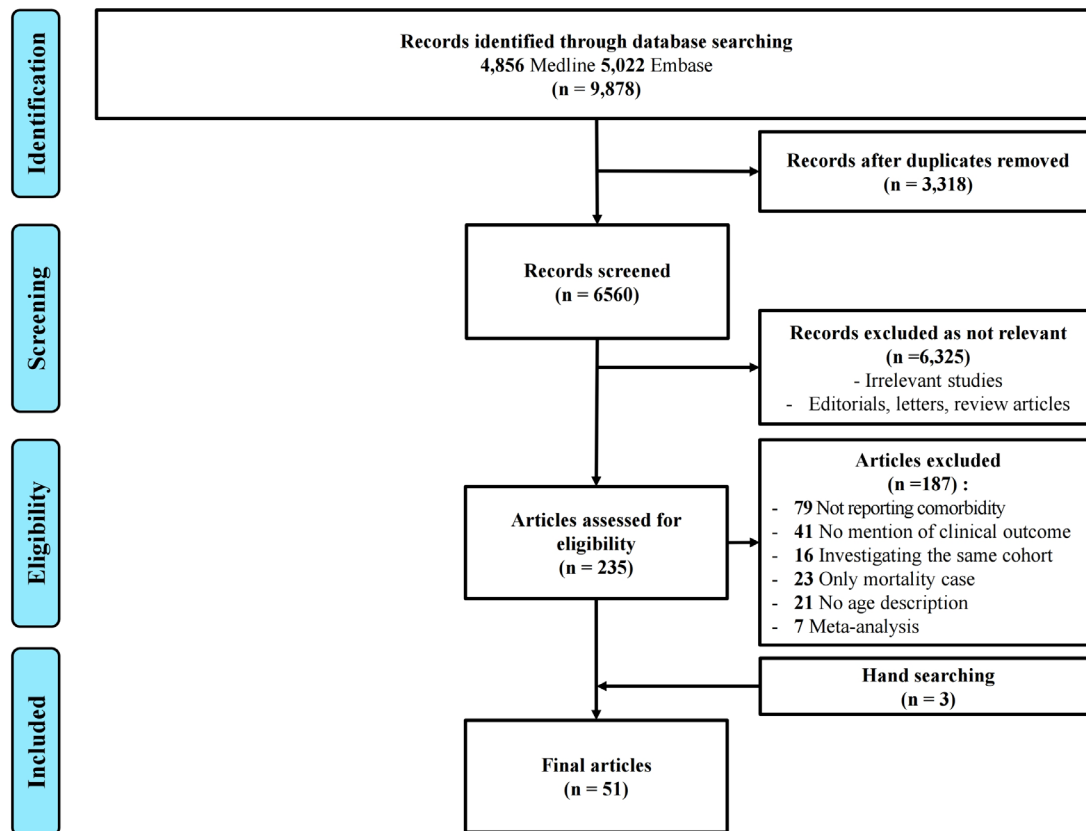 Identification
Records identified through database searching
4,856 Medline 5,022 Embase
(n = 9,878)
Records after duplicates removed
(n = 3,318)
Screening
Records screened
(n = 6560)
Records excluded as not relevant
(n =6,325)
- Irrelevant studies
- Editorials, letters, review articles
Eligibility
Articles assessed for
eligibility
(n = 235)
Articles excluded
(n =187) :
- 79 Not reporting comorbidity
- 41 No mention of clinical outcome
- 16 Investigating the same cohort
- 23 Only mortality case
- 21 No age description
- 7 Meta-analysis
Included
Hand searching
(n = 3)
Final articles
(n = 51)